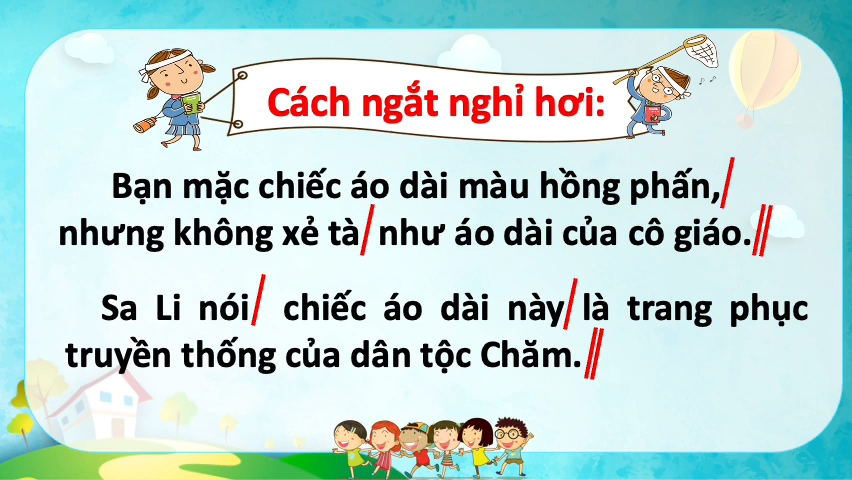 Cách ngắt nghỉ hơi:
Bạn mặc chiếc áo dài màu hồng phấn,/
nhưng không xẻ tà/ như áo dài của cô giáo.//
Sa Li nói/ chiếc áo dài này/ là trang phục
truyền thống của dân tộc Chăm.//